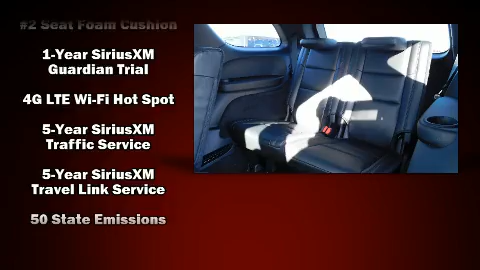 #2 Seat Foam Cushion
1-Year SiriusXM
Guardian Trial
4G LTE Wi-Fi Hot Spot
5-Year SiriusXM
Traffic Service
5-Year SiriusXM
Travel Link Service
50 State Emissions